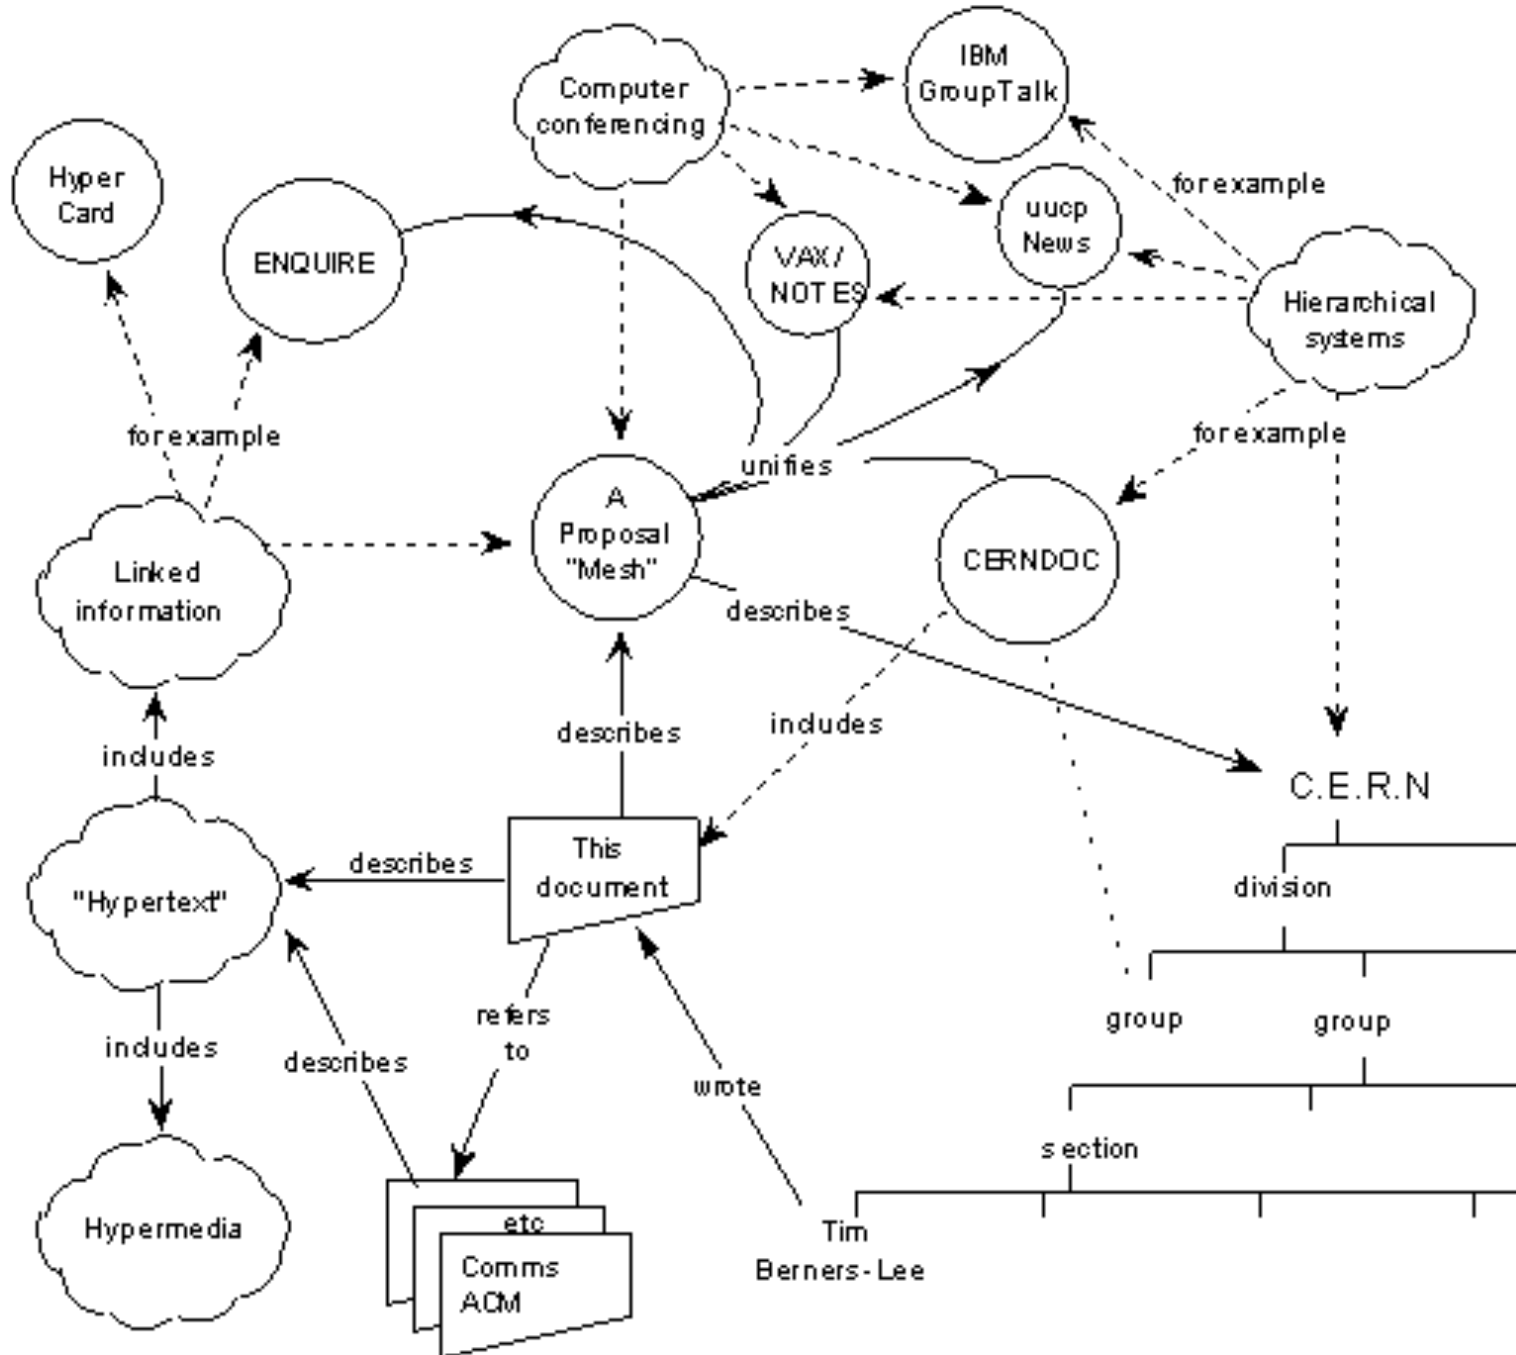 IBM
GroupTalk
Computer
conferencing
Hyper
Card
for example
uucp
News
ENQUIRE
VAX/
NOTES
Hierarchical
systems
for example
for example
unifies
A
Proposal
"Mesh"
CERNDOC
Linked
information
describes
includes
describes
includes
C.E.R.N
This
document
describes
division
"Hypertext"
refers
to
group
group
includes
describes
wrote
section
Hypermedia
etc
Comms
ACM
Tim
Berners-Lee